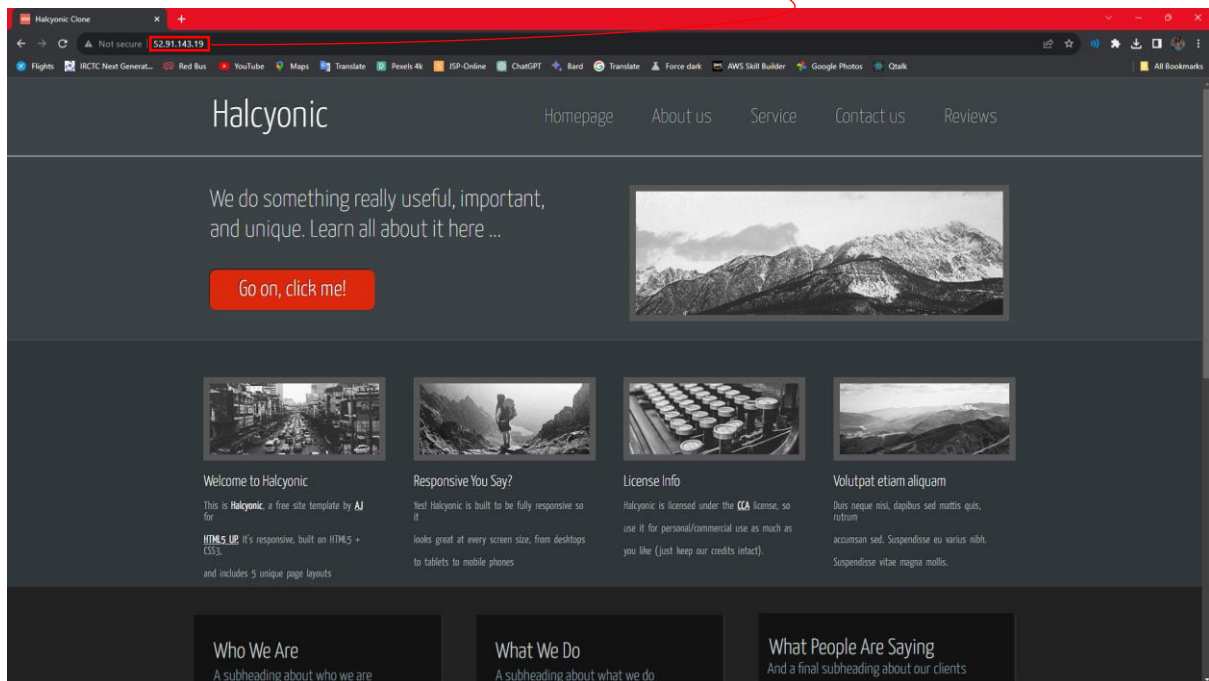 Halcyonic Clone
Not secure 52.91.143.19
Flights IRCTC Next Generat... Red Bus YouTube Maps Translate Pexels 4k JSP-Online ChatGPT Bard Translate Force dark AWS Skill Builder Google Photos Qtalk All Bookmarks
Halcyonic Homepage About us Service Contact us Reviews
We do something really useful, important,
and unique. Learn all about it here ...
Go on, click me!
Welcome to Halcyonic
This is Halcyonic, a free site template by AJ
for
HTML5 UP. It's responsive, built on HTML5 +
CSS3,
and includes 5 unique page layouts
Responsive You Say?
Yes! Halcyonic is built to be fully responsive so
it
looks great at every screen size, from desktops
to tablets to mobile phones
License Info
Halcyonic is licensed under the CCA license, so
use it for personal/commercial use as much as
you like (just keep our credits intact).
Volutpat etiam aliquam
Duis neque nisi, dapibus sed mattis quis,
rutrum
accumsan sed. Suspendisse eu varius nibh.
Suspendisse vitae magna mollis.
Who We Are
A subheading about who we are
What We Do
A subheading about what we do
What People Are Saying
And a final subheading about our clients